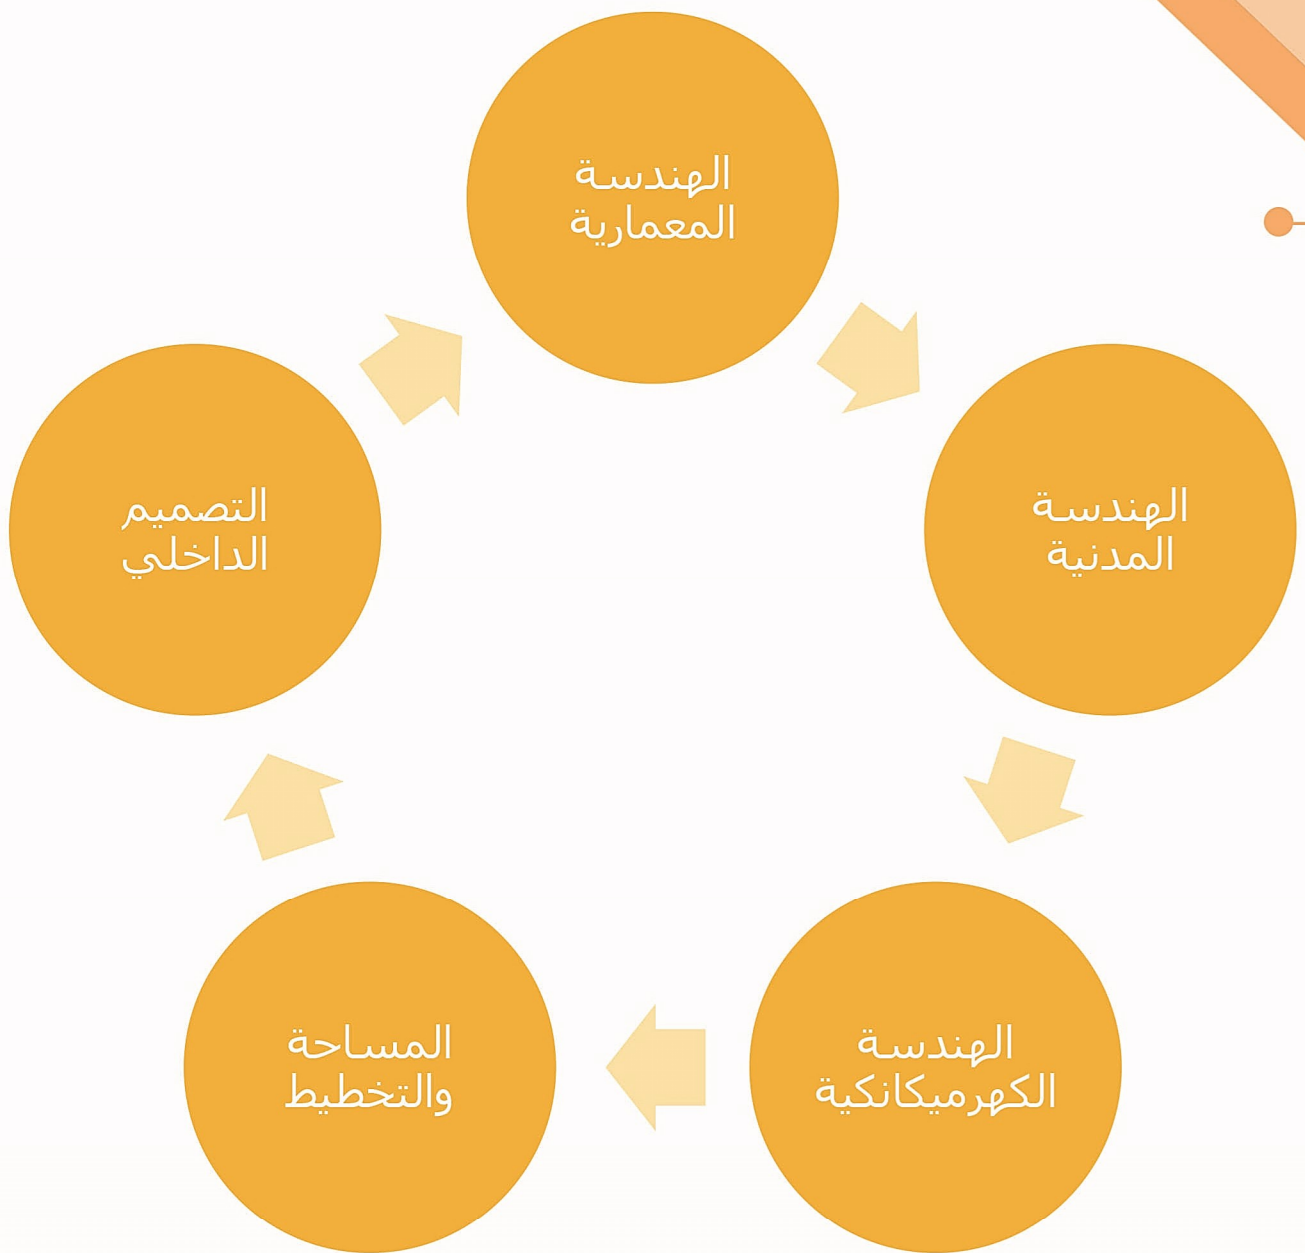 الهندسة
المعمارية
الهندسة
المدنية
الهندسة
الكهرميكانكية
المساحة
والتخطيط
التصميم
الداخلي